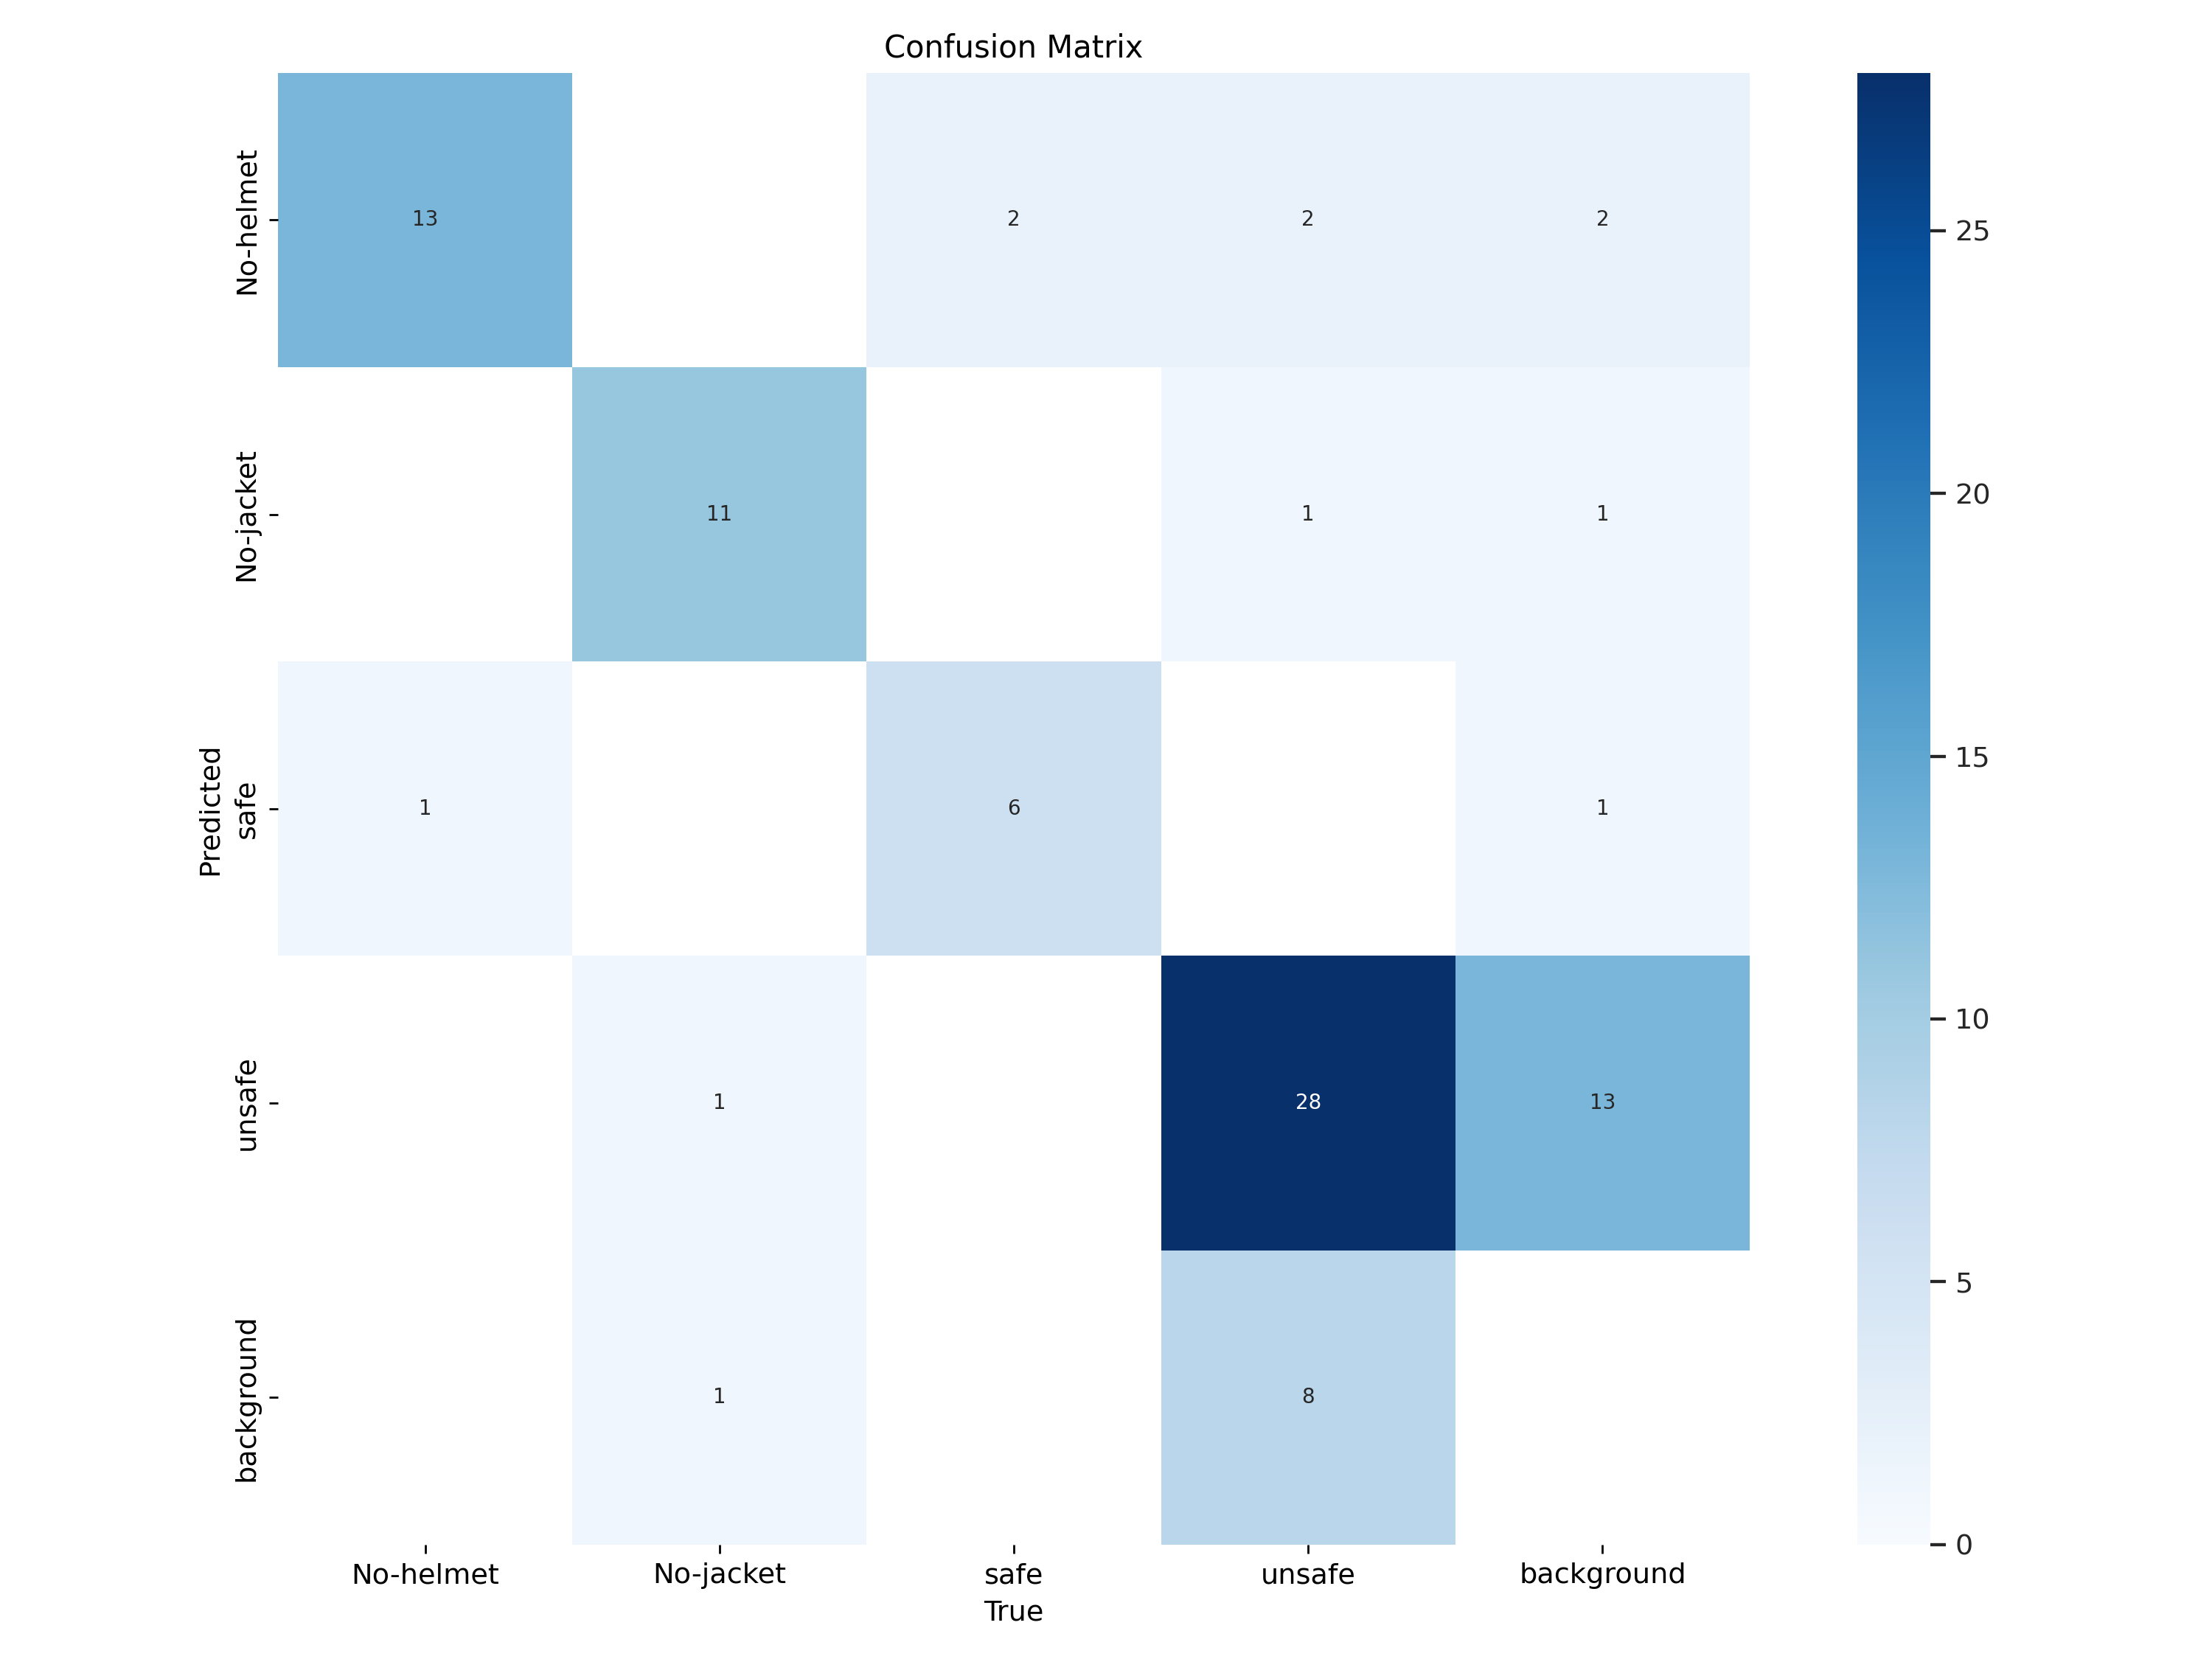 Confusion Matrix
No-helmet
13
2
2
2
25
No-jacket
11
1
1
20
15
Predicted
safe
1
6
1
unsafe
1
28
13
10
background
1
8
5
0
No-helmet
No-jacket
safe
unsafe
background
True